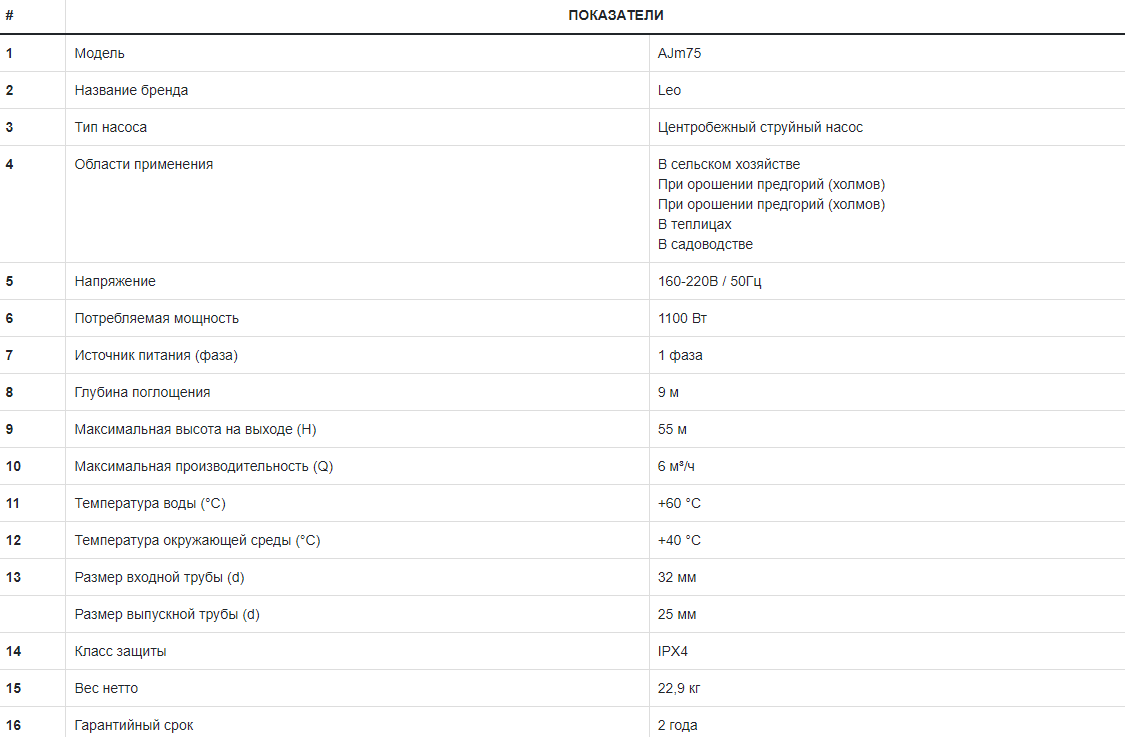 # ПОКАЗАТЕЛИ
1 Модель AJm75
2 Название бренда Leo
3 Тип насоса Центробежный струйный насос
4 Области применения В сельском хозяйстве
При орошении предгорий (холмов)
При орошении предгорий (холмов)
В теплицах
В садоводстве
5 Напряжение 160-220В / 50Гц
6 Потребляемая мощность 1100 Вт
7 Источник питания (фаза) 1 фаза
8 Глубина поглощения 9 м
9 Максимальная высота на выходе (H) 55 м
10 Максимальная производительность (Q) 6 м³/ч
11 Температура воды (°C) +60 °C
12 Температура окружающей среды (°C) +40 °C
13 Размер входной трубы (d) 32 мм
Размер выпускной трубы (d) 25 мм
14 Класс защиты IPX4
15 Вес нетто 22,9 кг
16 Гарантийный срок 2 года